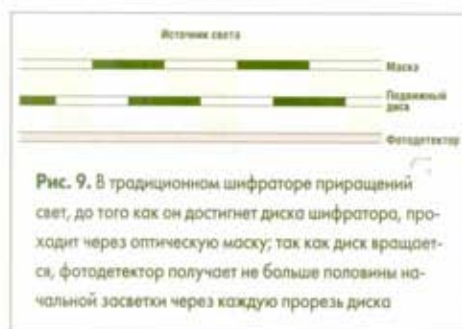 Источник света
Маска
Подвижный
диск
Фотодетектор
Рис. 9. В традиционном шифраторе приращений
свет, до того как он достигнет диска шифратора, про-
ходит через оптическую маску; так как диск вращает-
ся, фотодетектор получает не больше половины на-
чальной засветки через каждую прорезь диска